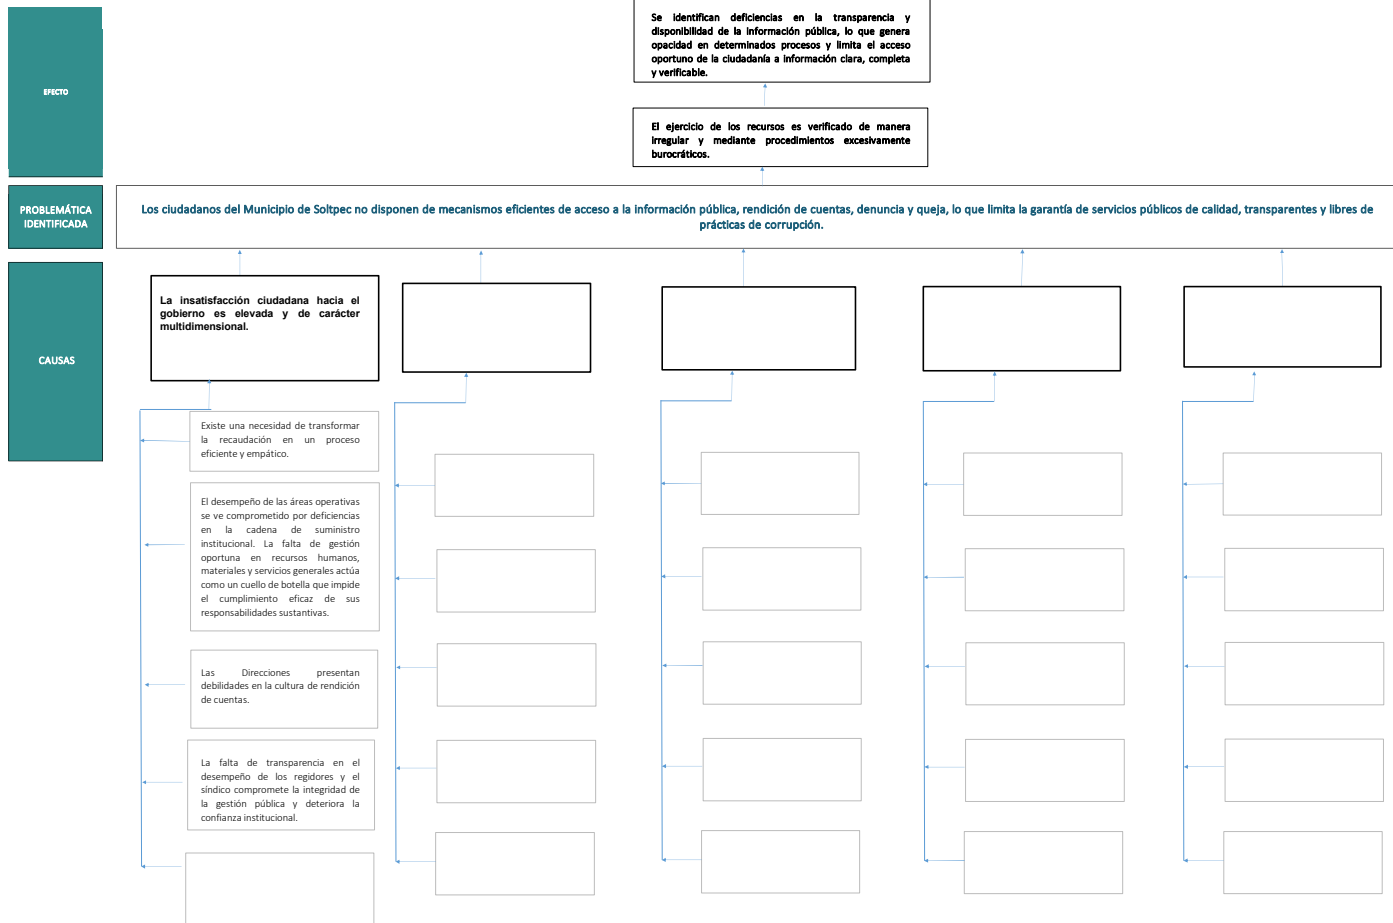 Se identifican deficiencias en la transparencia y
disponibilidad de la información pública, lo que genera
opacidad en determinados procesos y limita el acceso
oportuno de la ciudadanía a información clara, completa
y verificable.
EFECTO
El ejercicio de los recursos es verificado de manera
irregular y mediante procedimientos excesivamente
burocráticos.
PROBLEMÁTICA
IDENTIFICADA
Los ciudadanos del Municipio de Soltpec no disponen de mecanismos eficientes de acceso a la información pública, rendición de cuentas, denuncia y queja, lo que limita la garantía de servicios públicos de calidad, transparentes y libres de
prácticas de corrupción.
CAUSAS
La insatisfacción ciudadana hacia el
gobierno es elevada y de carácter
multidimensional.
Existe una necesidad de transformar
la recaudación en un proceso
eficiente y empático.
El desempeño de las áreas operativas
se ve comprometido por deficiencias
en la cadena de suministro
institucional. La falta de gestión
oportuna en recursos humanos,
materiales y servicios generales actúa
como un cuello de botella que impide
el cumplimiento eficaz de sus
responsabilidades sustantivas.
Las Direcciones presentan
debilidades en la cultura de rendición
de cuentas.
La falta de transparencia en el
desempeño de los regidores y el
síndico compromete la integridad de
la gestión pública y deteriora la
confianza institucional.